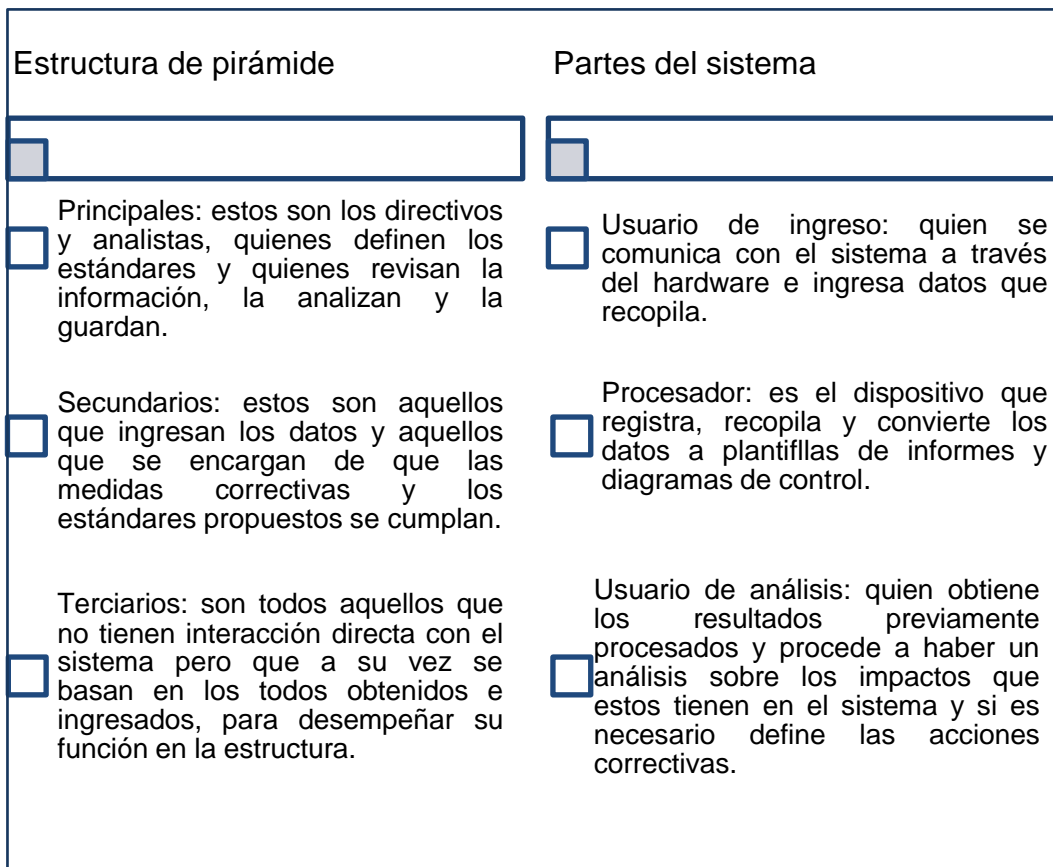 Estructura de pirámide
Principales: estos son los directivos
y analistas, quienes definen los
estándares y quienes revisan la
información, la analizan y la
guardan.
Secundarios: estos son aquellos
que ingresan los datos y aquellos
que se encargan de que las
medidas correctivas y los
estándares propuestos se cumplan.
Terciarios: son todos aquellos que
no tienen interacción directa con el
sistema pero que a su vez se
basan en los todos obtenidos e
ingresados, para desempeñar su
función en la estructura.
Partes del sistema
Usuario de ingreso: quien se
comunica con el sistema a través
del hardware e ingresa datos que
recopila.
Procesador: es el dispositivo que
registra, recopila y convierte los
datos a plantifllas de informes y
diagramas de control.
Usuario de análisis: quien obtiene
los resultados previamente
procesados y procede a haber un
análisis sobre los impactos que
estos tienen en el sistema y si es
necesario define las acciones
correctivas.